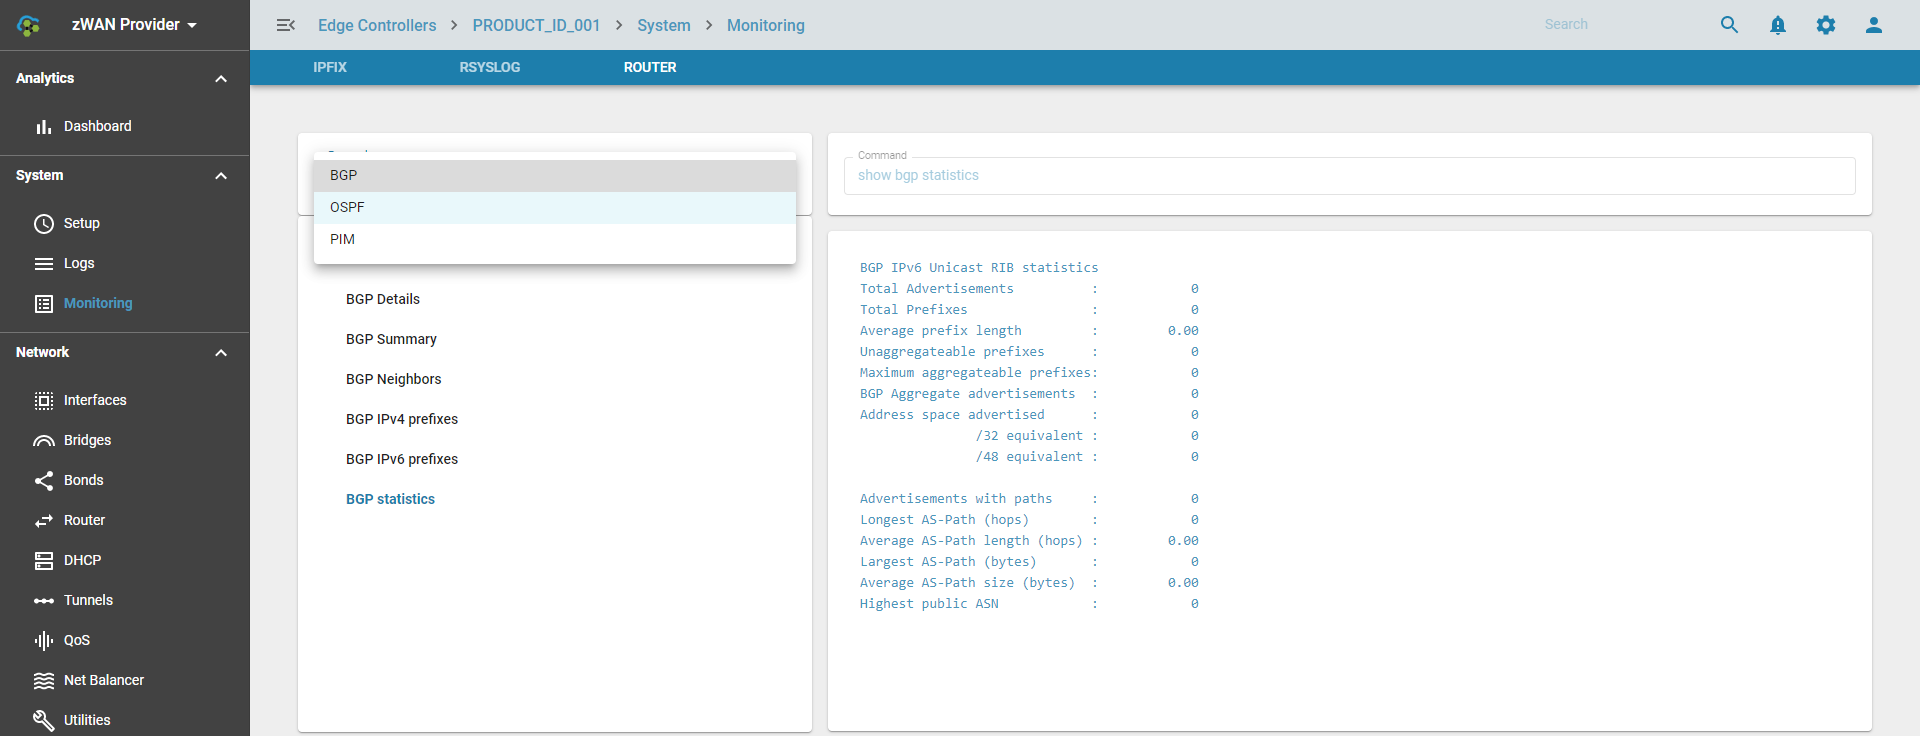 zWAN Provider
Edge Controllers > PRODUCT_ID_001 > System > Monitoring
Search
IPFIX
RSYSLOG
ROUTER
Analytics
Dashboard
System
Setup
Logs
Monitoring
Network
Interfaces
Bridges
Bonds
Router
DHCP
Tunnels
QoS
Net Balancer
Utilities
BGP
OSPF
PIM
BGP Details
BGP Summary
BGP Neighbors
BGP IPv4 prefixes
BGP IPv6 prefixes
BGP statistics
Command
show bgp statistics
BGP IPv6 Unicast RIB statistics
Total Advertisements : 0
Total Prefixes : 0
Average prefix length : 0.00
Unaggregateable prefixes : 0
Maximum aggregateable prefixes: 0
BGP Aggregate advertisements : 0
Address space advertised : 0
/32 equivalent : 0
/48 equivalent : 0
Advertisements with paths : 0
Longest AS-Path (hops) : 0
Average AS-Path length (hops) : 0.00
Largest AS-Path (bytes) : 0
Average AS-Path size (bytes) : 0.00
Highest public ASN : 0